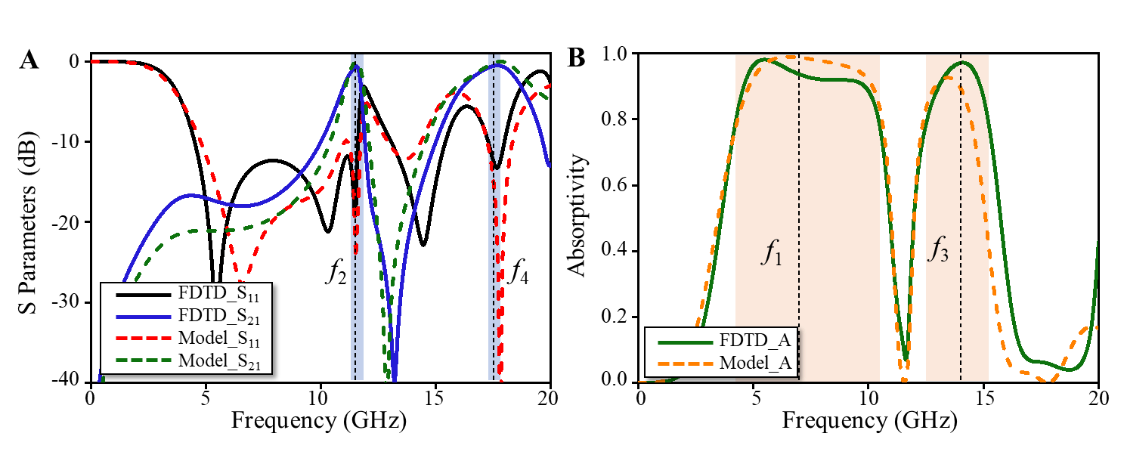 A
S Parameters (dB)
0
-10
-20
-30
-40
f2
f4
FDTD_S11
FDTD_S21
Model_S11
Model_S21
0
5
10
15
20
Frequency (GHz)
B
Absorptivity
1.0
0.8
0.6
0.4
0.2
0.0
f1
f3
FDTD_A
Model_A
0
5
10
15
20
Frequency (GHz)